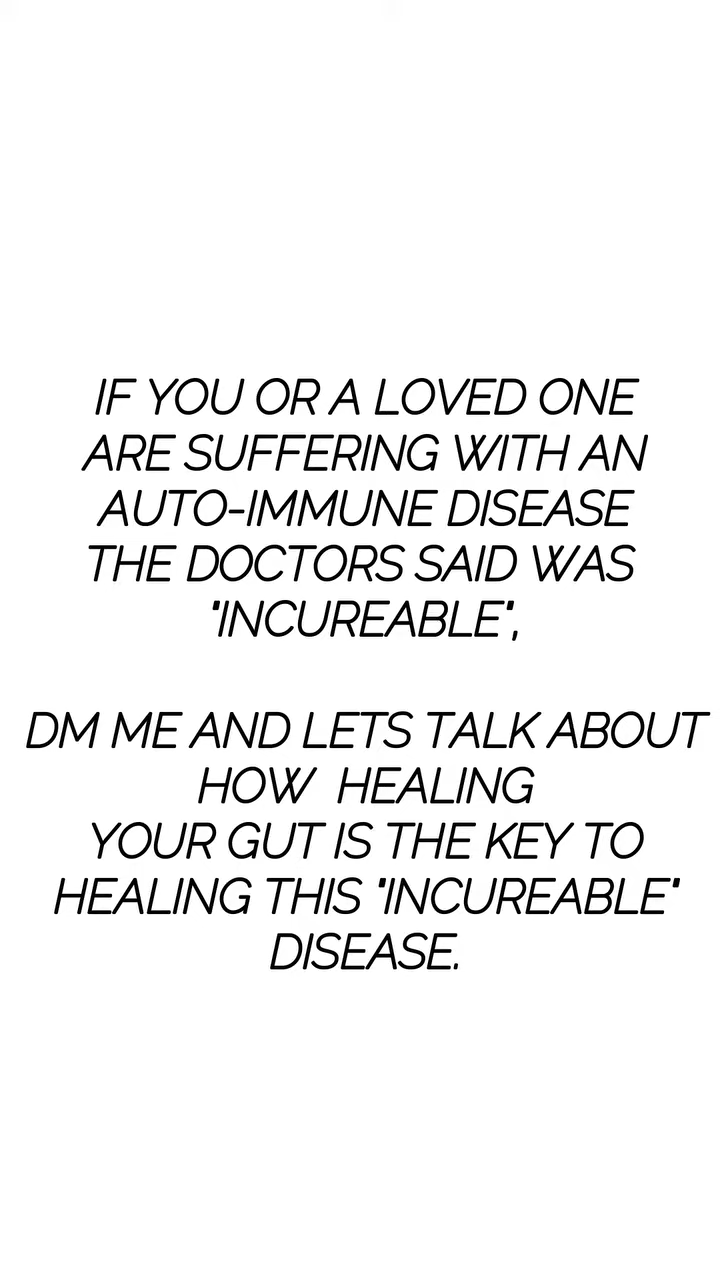 IF YOU OR A LOVED ONE
ARE SUFFERING WITH AN
AUTO-IMMUNE DISEASE
THE DOCTORS SAID WAS
"INCUREABLE",
DM ME AND LETS TALK ABOUT
HOW  HEALING
YOUR GUT IS THE KEY TO
HEALING THIS "INCUREABLE"
DISEASE.